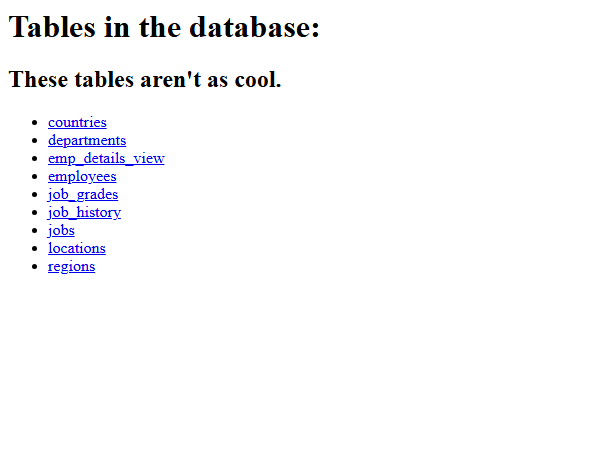 Tables in the database:
These tables aren't as cool.
countries
departments
emp_details_view
employees
job_grades
job_history
jobs
locations
regions